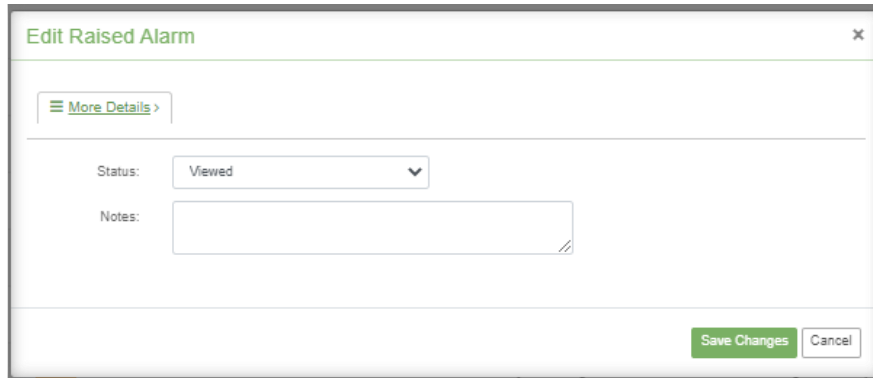 Edit Raised Alarm ×
☰ More Details >
Status: Viewed
Notes:
Save Changes Cancel